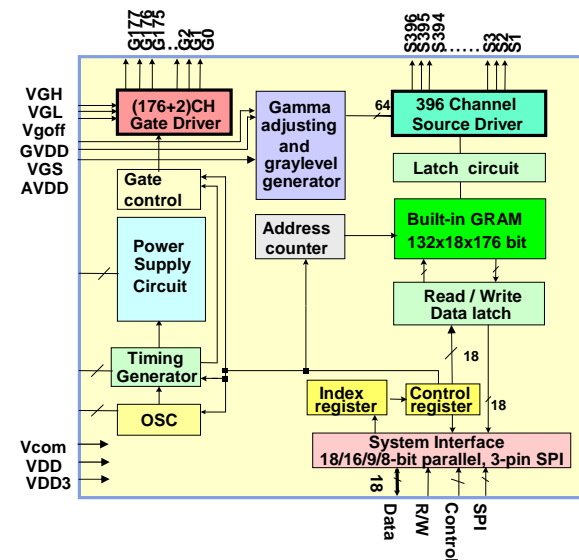 G177
G176
G175
......
G2
G1
G0
S396
S395
S394
......
S3
S2
S1
VGH
VGL
Vgoff
GVDD
VGS
AVDD
(176+2)CH
Gate Driver
Gamma
adjusting
and
graylevel
generator
64
396 Channel
Source Driver
Gate
control
Latch circuit
Power
Supply
Circuit
Address
counter
Built-in GRAM
132x18x176 bit
Read / Write
Data latch
Timing
Generator
18
18
OSC
Index
register
Control
register
Vcom
VDD
VDD3
System Interface
18/16/9/8-bit parallel, 3-pin SPI
18
Data
R/W
Control
SPI